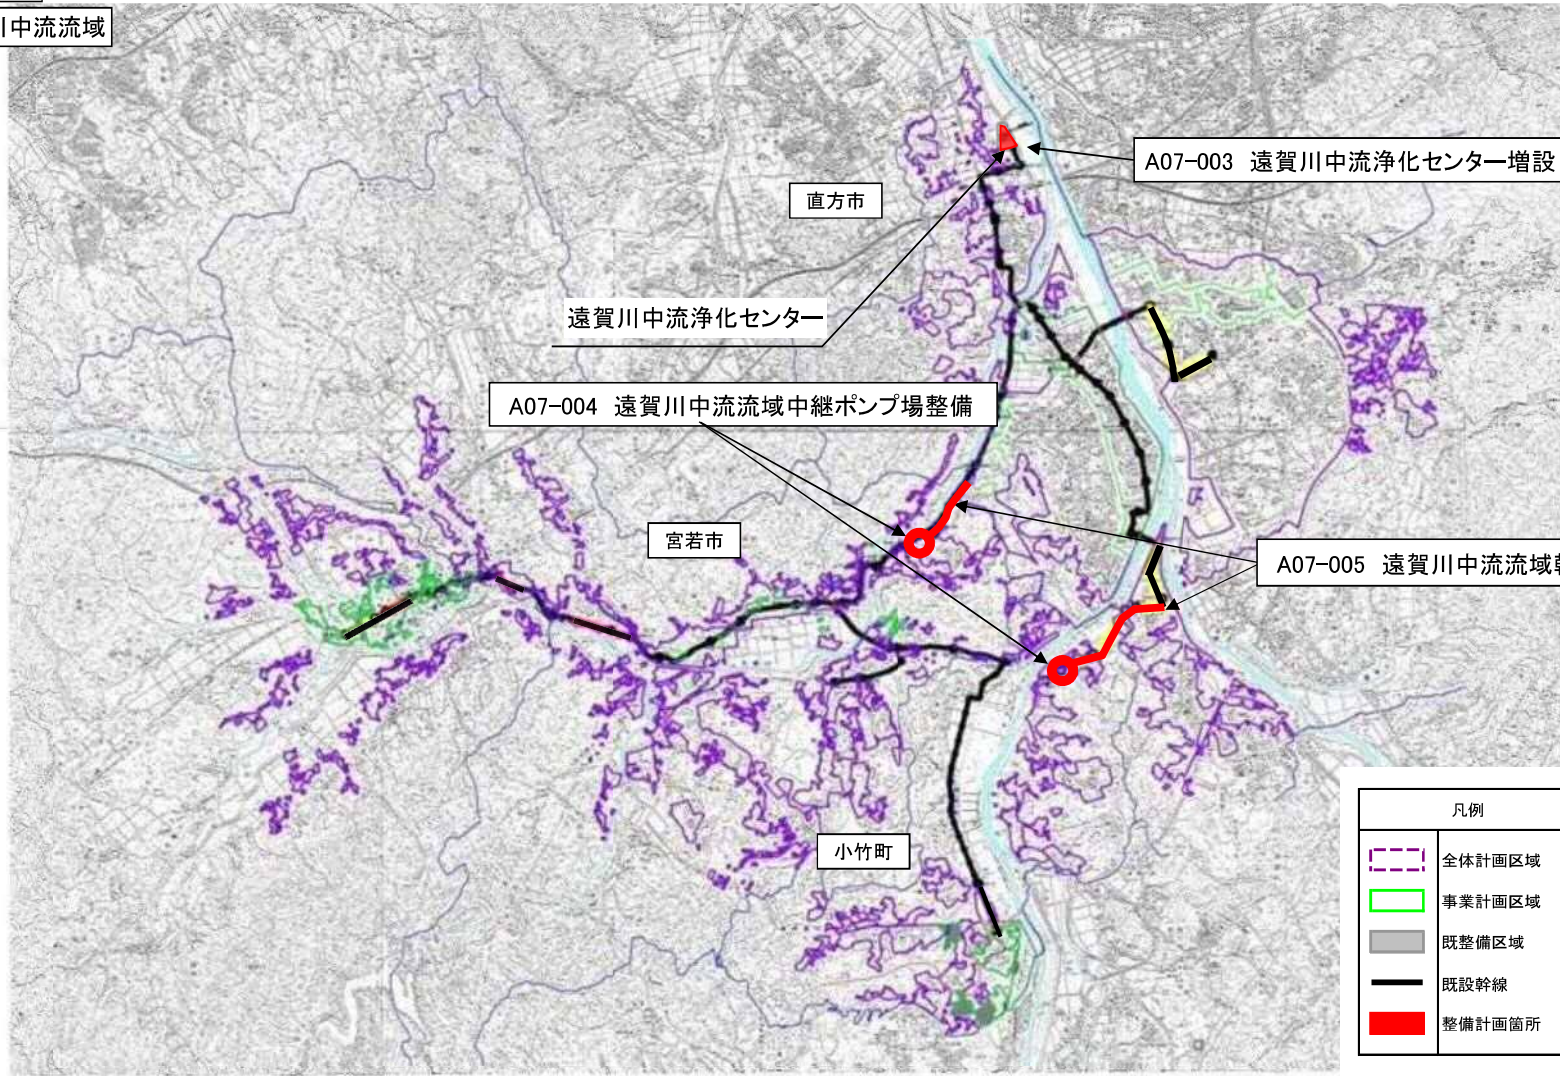 川中流流域
A07-003 遠賀川中流浄化センター増設
直方市
遠賀川中流浄化センター
A07-004 遠賀川中流流域中継ポンプ場整備
宮若市
A07-005 遠賀川中流流域幹
小竹町
凡例
全体計画区域
事業計画区域
既整備区域
既設幹線
整備計画箇所